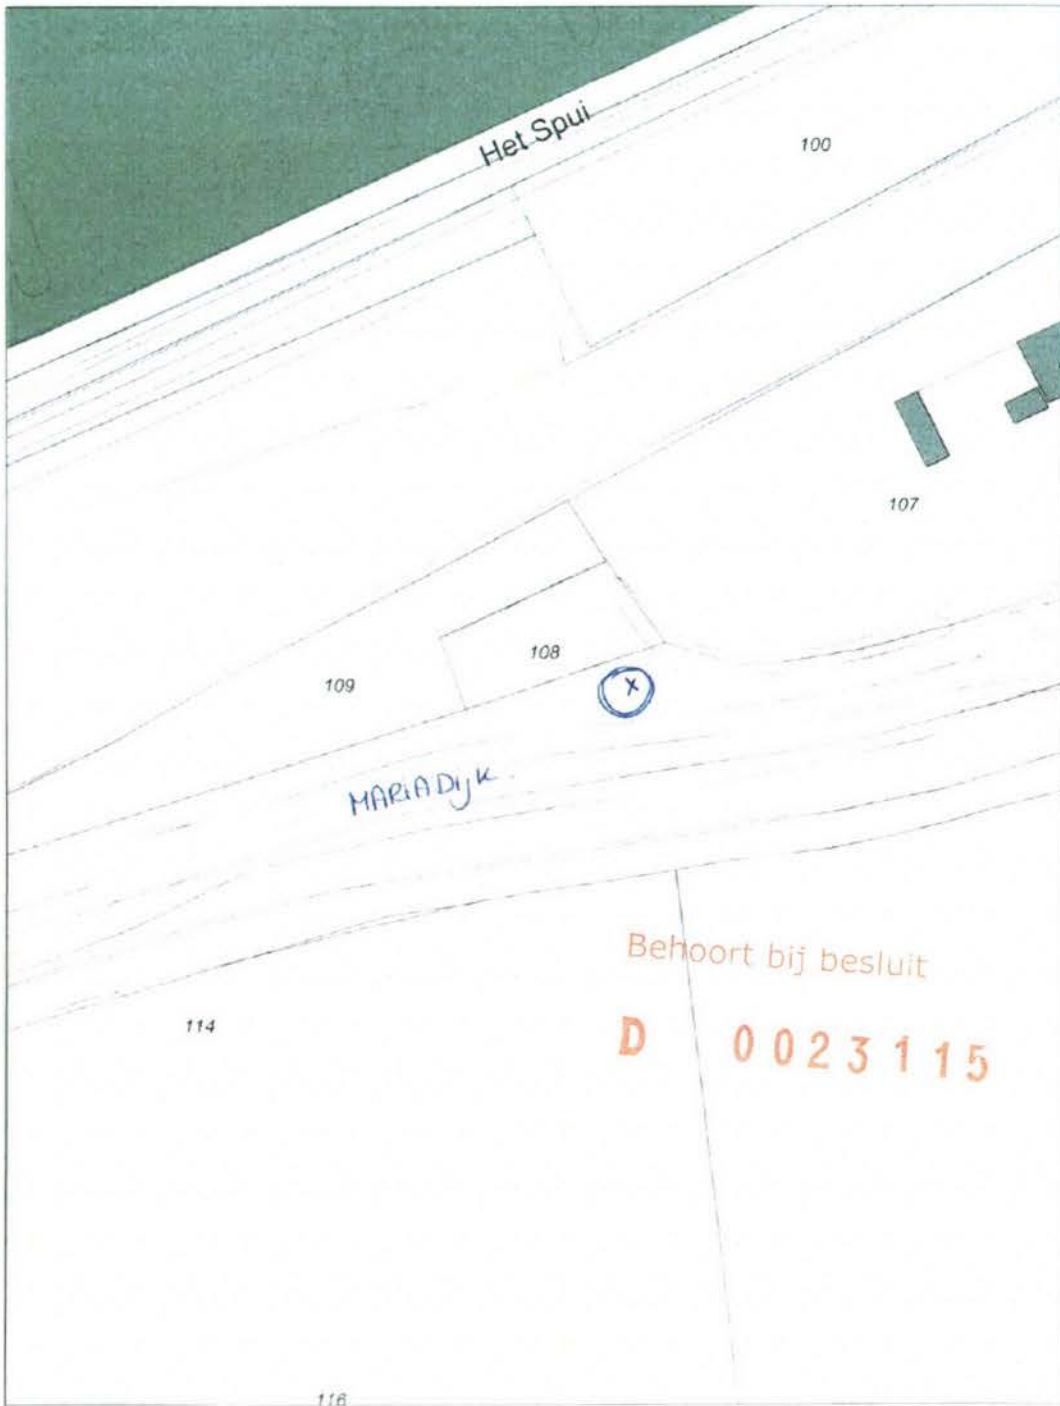 Het Spui
100
107
108
109
x
MARiADijk
Behoort bij besluit
114
D 0023115
116